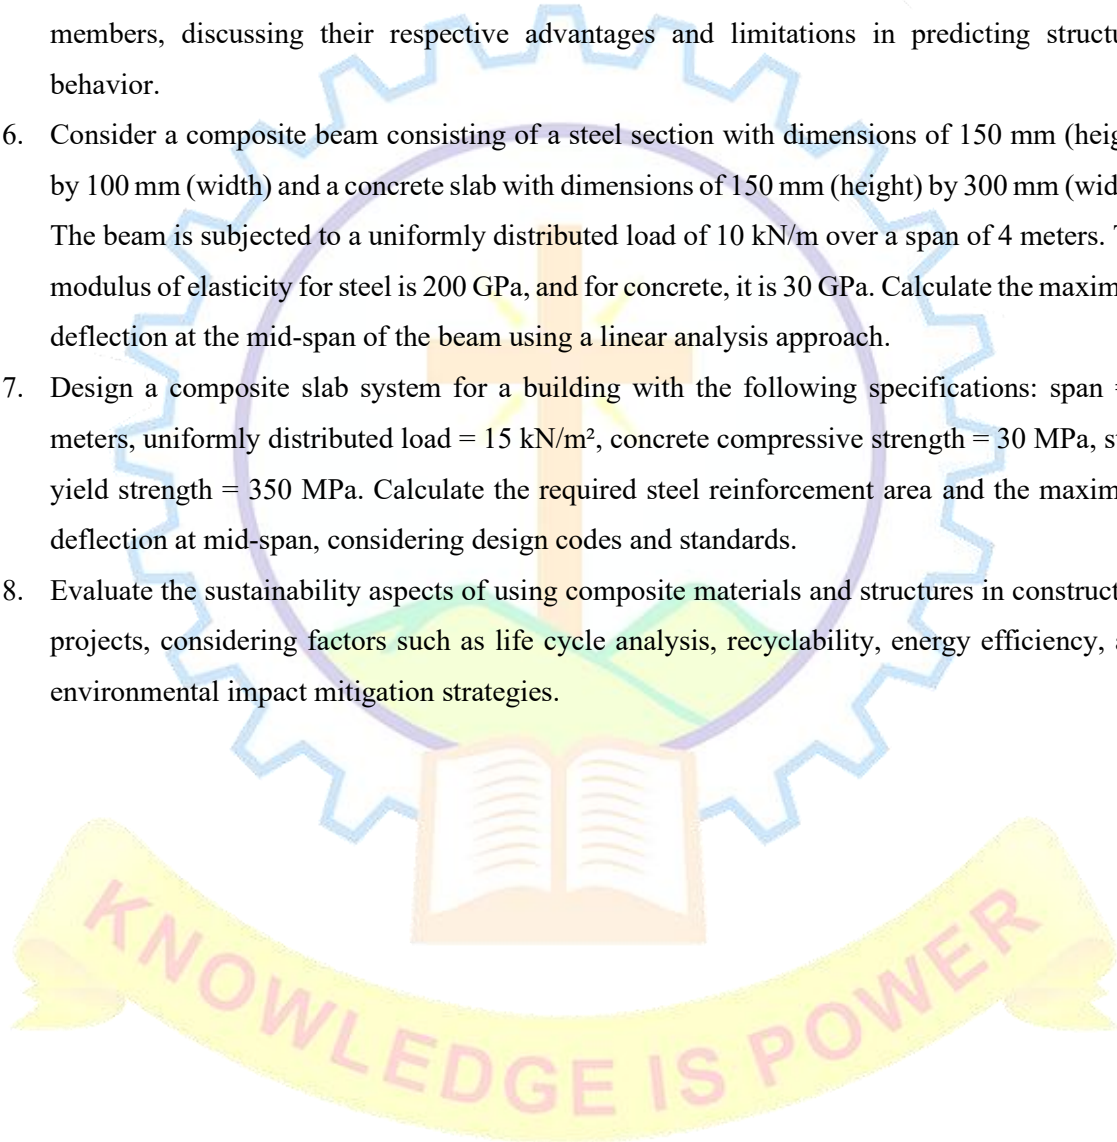 members, discussing their respective advantages and limitations in predicting
behavior.
6. Consider a composite beam consisting of a steel section with dimensions of 150 mm
by 100 mm (width) and a concrete slab with dimensions of 150 mm (height) by 300 mm
The beam is subjected to a uniformly distributed load of 10 kN/m over a span of 4 meters.
modulus of elasticity for steel is 200 GPa, and for concrete, it is 30 GPa. Calculate the
deflection at the mid-span of the beam using a linear analysis approach.
7. Design a composite slab system for a building with the following specifications: span
meters, uniformly distributed load = 15 kN/m², concrete compressive strength = 30 MPa,
yield strength = 350 MPa. Calculate the required steel reinforcement area and the
deflection at mid-span, considering design codes and standards.
8. Evaluate the sustainability aspects of using composite materials and structures in
projects, considering factors such as life cycle analysis, recyclability, energy efficiency,
environmental impact mitigation strategies.
KNOWLEDGE IS POWER